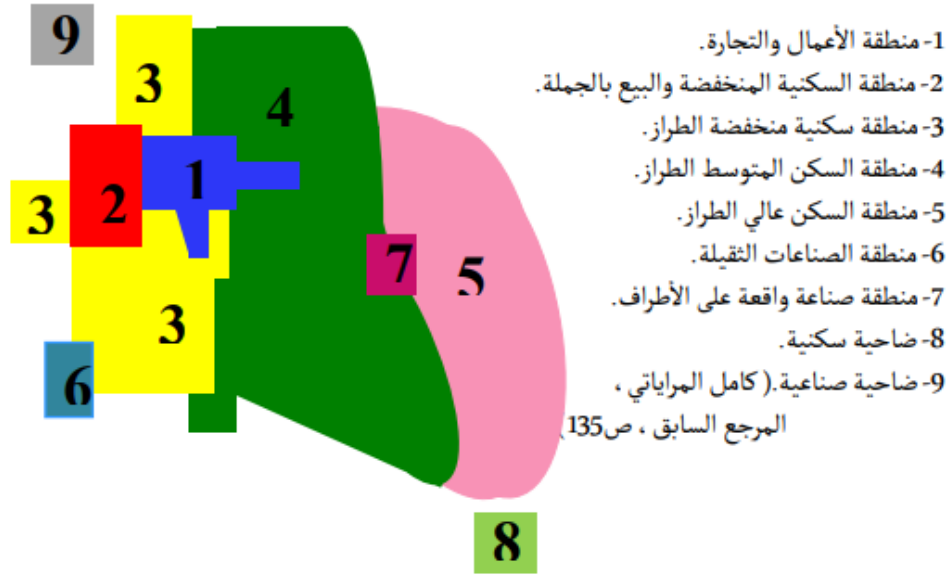 1- منطقة الأعمال والتجارة.
2- منطقة السكنية المنخفضة والبيع بالجملة.
3- منطقة سكنية منخفضة الطراز.
4- منطقة السكن المتوسط الطراز.
5- منطقة السكن عالي الطراز.
6- منطقة الصناعات الثقيلة.
7- منطقة صناعة واقعة على الأطراف.
8- ضاحية سكنية.
9- ضاحية صناعية.( كامل المراياتي ،
المرجع السابق ، ص135)
9
3
4
1
2
3
7
5
3
6
8